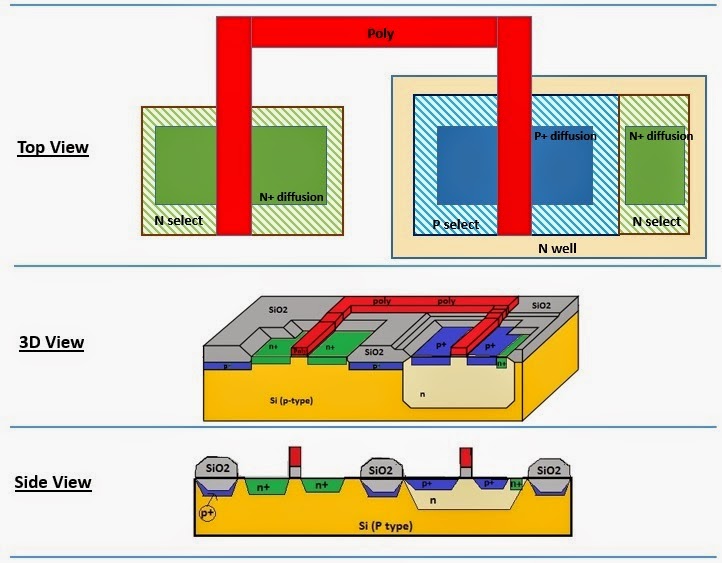 Poly
Top View
P+ diffusion
N+ diffusion
N+ diffusion
N select
P select
N select
N well
3D View
SiO2
poly
poly
SiO2
n+
n+
Poly
SiO2
p+
p+
p-
p-
n+
n
Si (p-type)
Side View
SiO2
SiO2
SiO2
n+
n+
p+
p+
n+
n
p+
Si (P type)